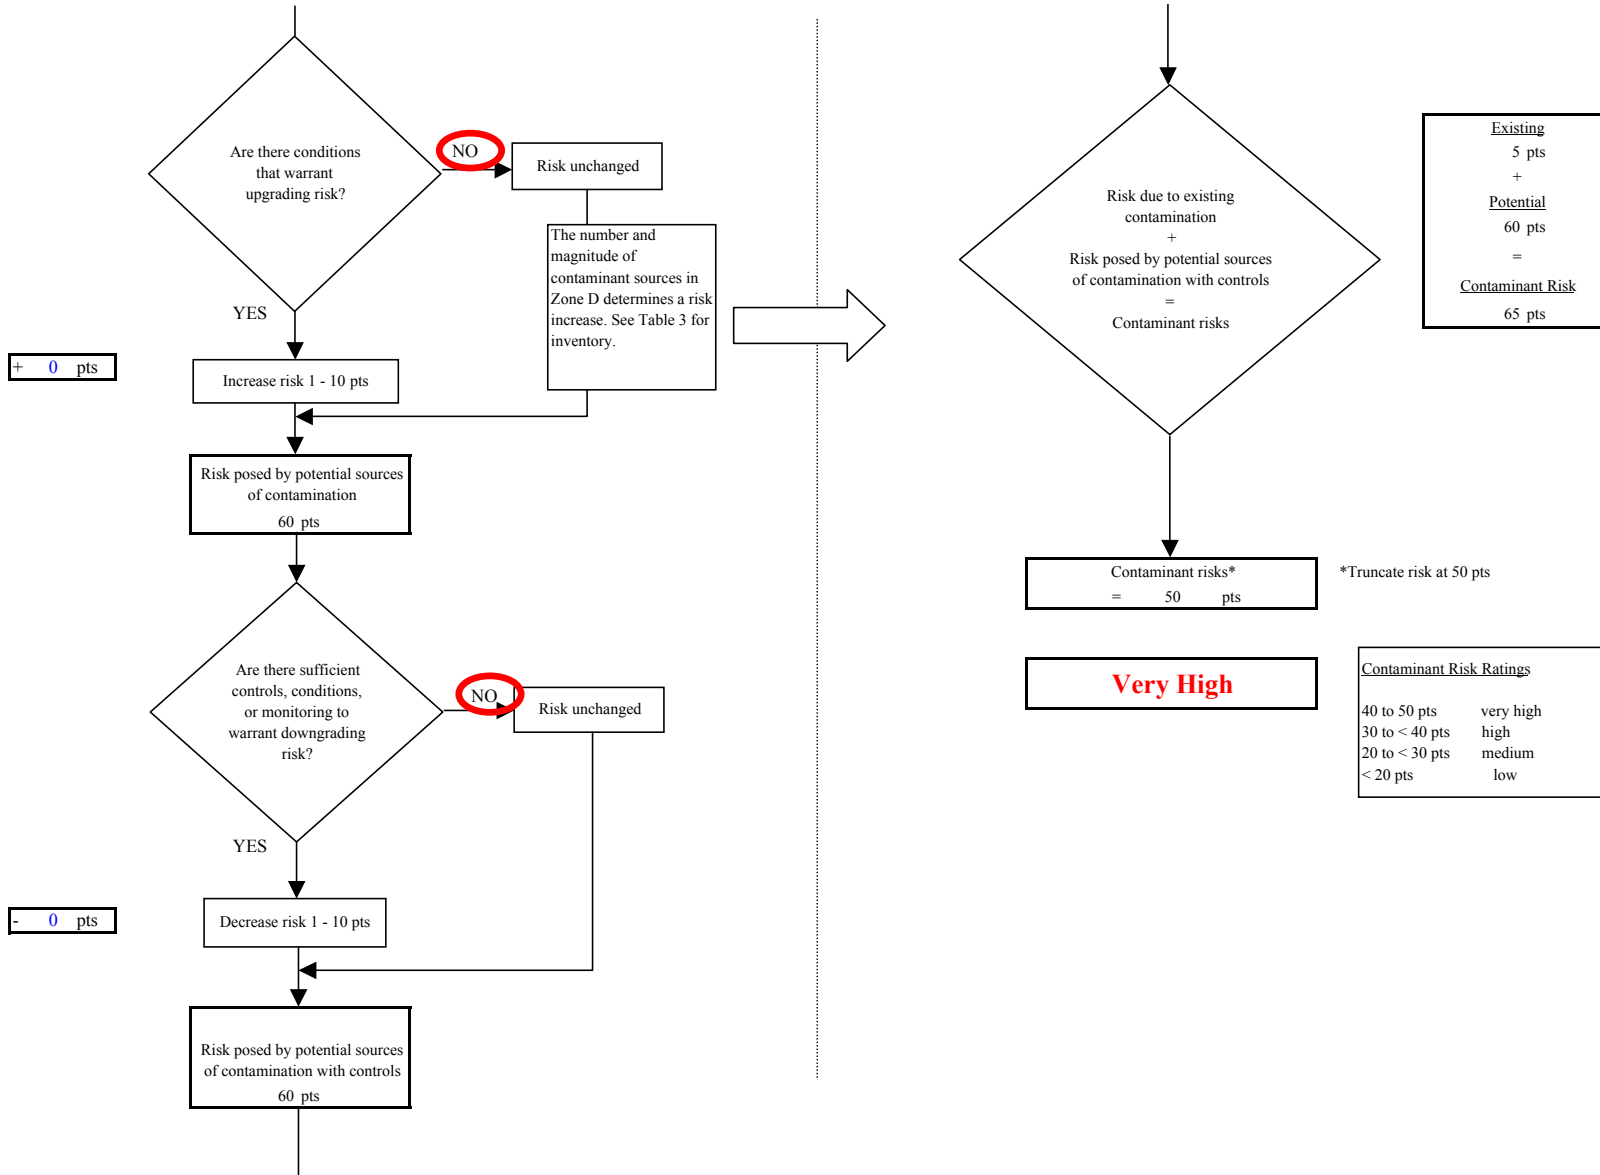 Are there conditions
that warrant
upgrading risk?
NO
Risk unchanged
The number and
magnitude of
contaminant sources in
Zone D determines a risk
increase. See Table 3 for
inventory.
YES
+ 0 pts
Increase risk 1 - 10 pts
Risk posed by potential sources
of contamination
60 pts
Are there sufficient
controls, conditions,
or monitoring to
warrant downgrading
risk?
NO
Risk unchanged
YES
- 0 pts
Decrease risk 1 - 10 pts
Risk posed by potential sources
of contamination with controls
60 pts
Risk due to existing
contamination
+
Risk posed by potential sources
of contamination with controls
=
Contaminant risks
Existing
5 pts
+
Potential
60 pts
=
Contaminant Risk
65 pts
Contaminant risks*
= 50 pts
*Truncate risk at 50 pts
Very High
Contaminant Risk Ratings
40 to 50 pts very high
30 to < 40 pts high
20 to < 30 pts medium
< 20 pts low